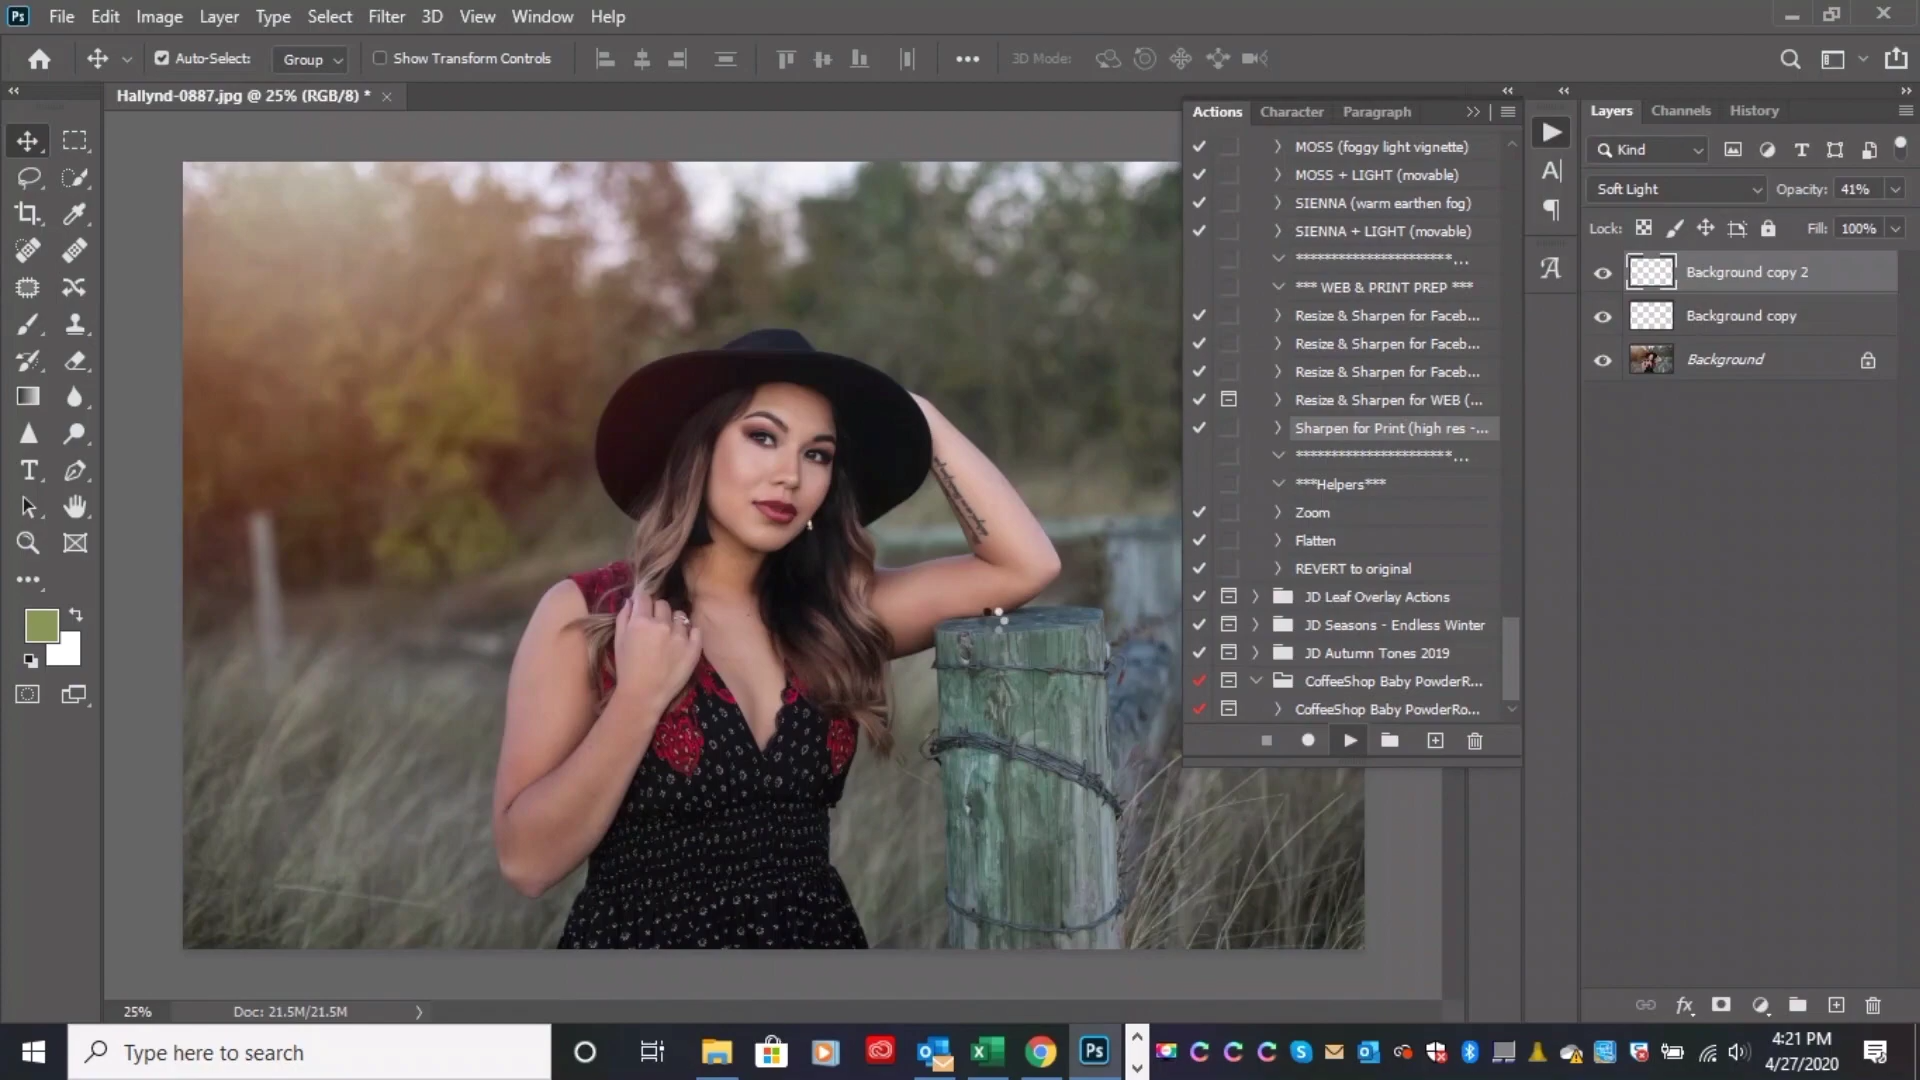 Ps File Edit Image Layer Type Select Filter 3D View Window Help
Auto-Select: Group Show Transform Controls 3D Mode:
Hallynd-0887.jpg @ 25% (RGB/8) *
Actions Character Paragraph
MOSS (foggy light vignette)
MOSS + LIGHT (movable)
SIENNA (warm earthen fog)
SIENNA + LIGHT (movable)
**********************...
*** WEB & PRINT PREP ***
Resize & Sharpen for Faceb...
Resize & Sharpen for Faceb...
Resize & Sharpen for Faceb...
Resize & Sharpen for WEB (...
Sharpen for Print (high res -...
**********************...
***Helpers***
Zoom
Flatten
REVERT to original
JD Leaf Overlay Actions
JD Seasons - Endless Winter
JD Autumn Tones 2019
CoffeeShop Baby PowderR...
CoffeeShop Baby PowderRo...
Layers Channels History
Kind
Soft Light Opacity: 41%
Lock: Fill: 100%
Background copy 2
Background copy
Background
25% Doc: 21.5M/21.5M
Type here to search
Ps
4:21 PM
4/27/2020